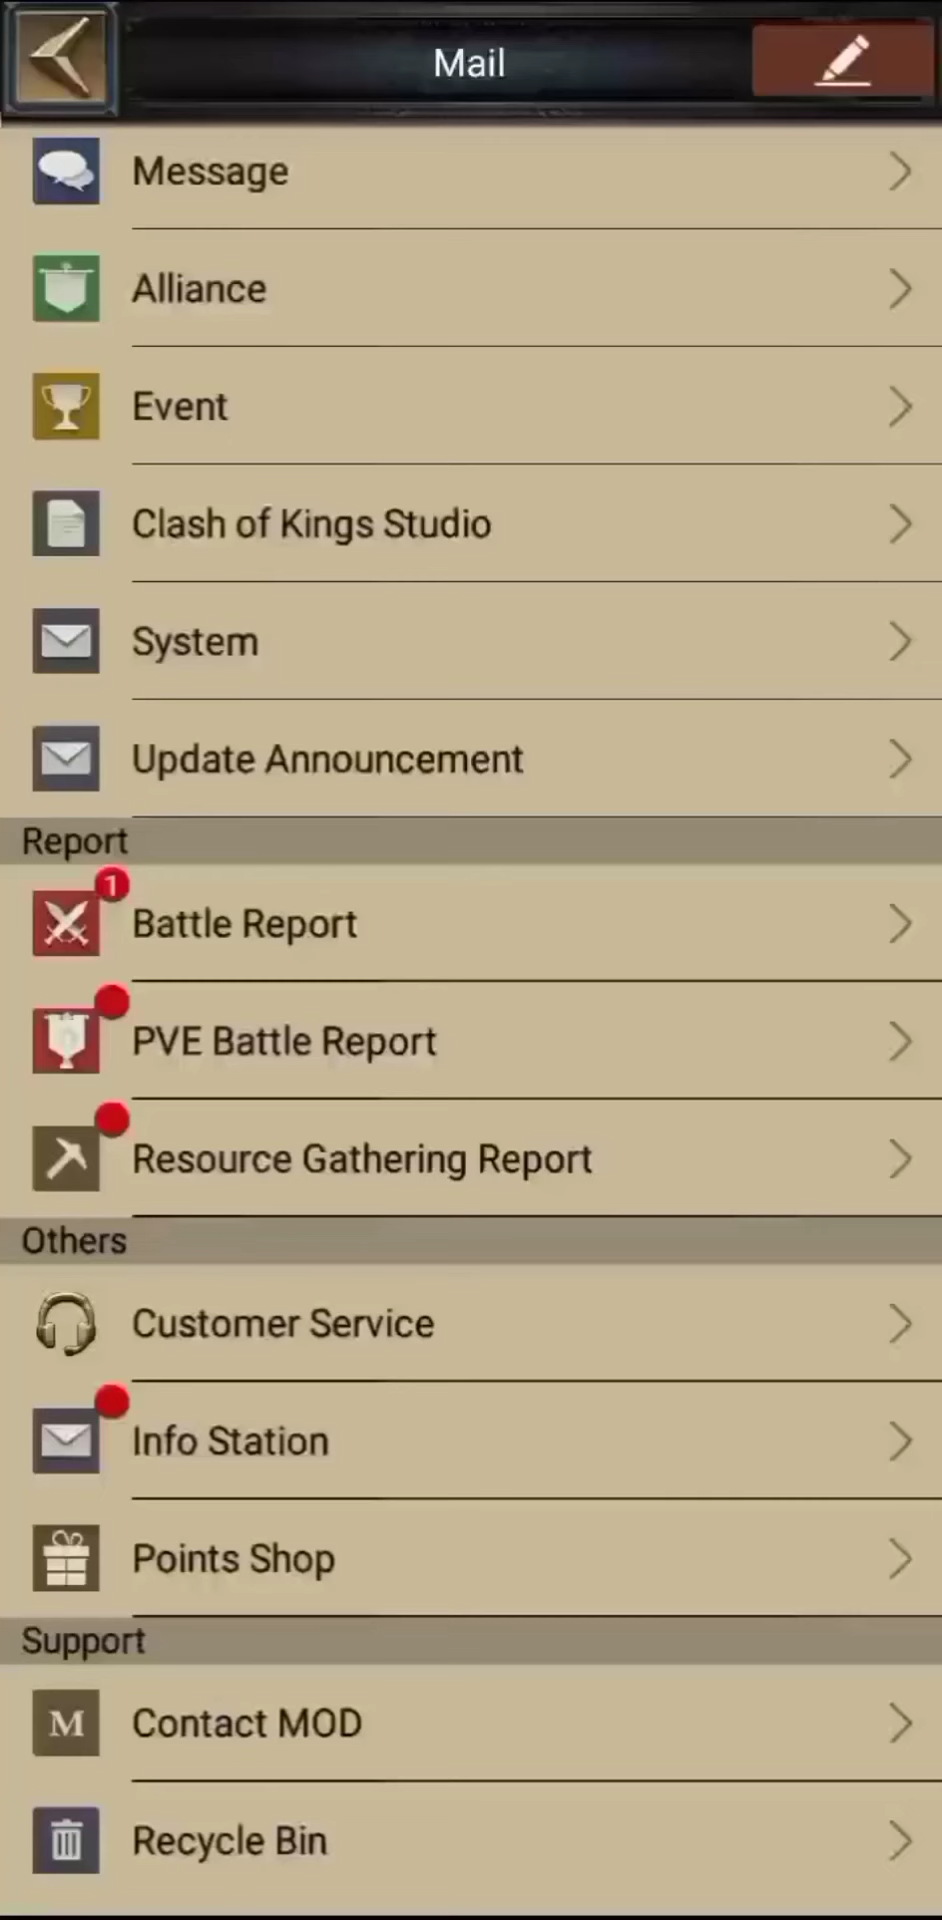 Mail
Message
Alliance
Event
Clash of Kings Studio
System
Update Announcement
Report
1
Battle Report
PVE Battle Report
Resource Gathering Report
Others
Customer Service
Info Station
Points Shop
Support
M
Contact MOD
Recycle Bin